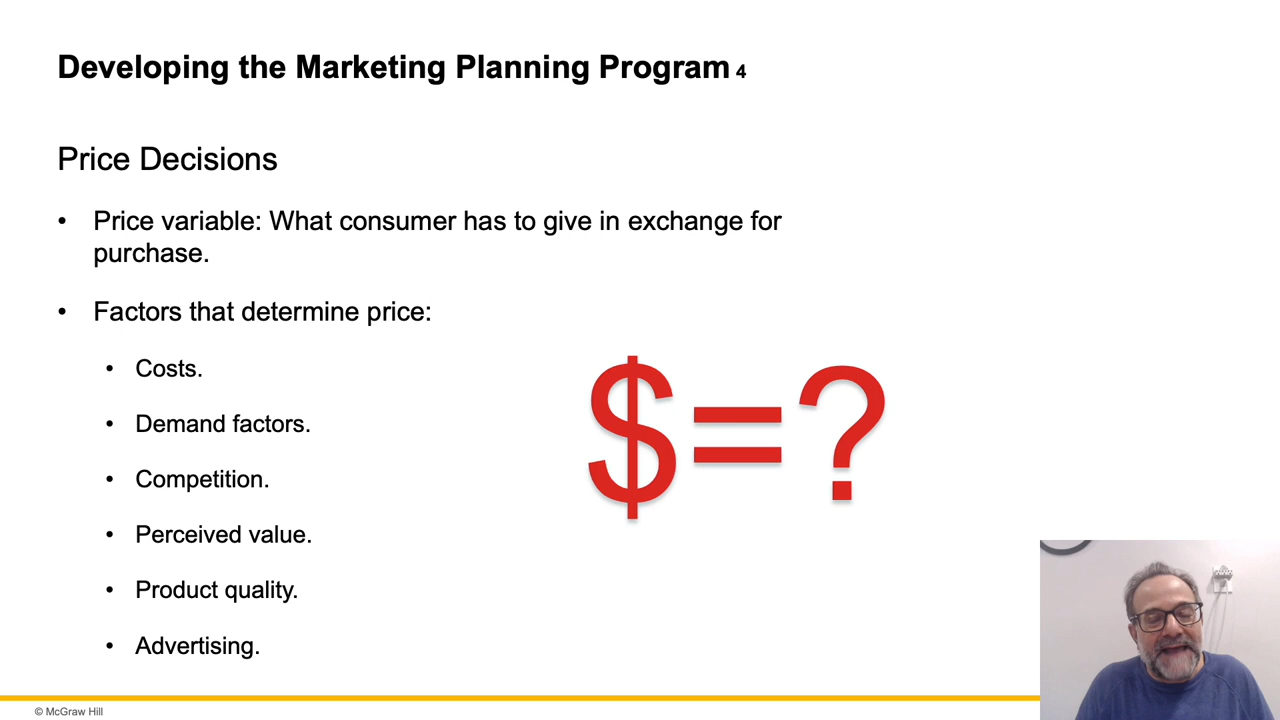 Developing the Marketing Planning Program 4
Price Decisions
• Price variable: What consumer has to give in exchange for
purchase.
• Factors that determine price:
• Costs.
• Demand factors.
• Competition.
• Perceived value.
• Product quality.
• Advertising.
$=?
© McGraw Hill